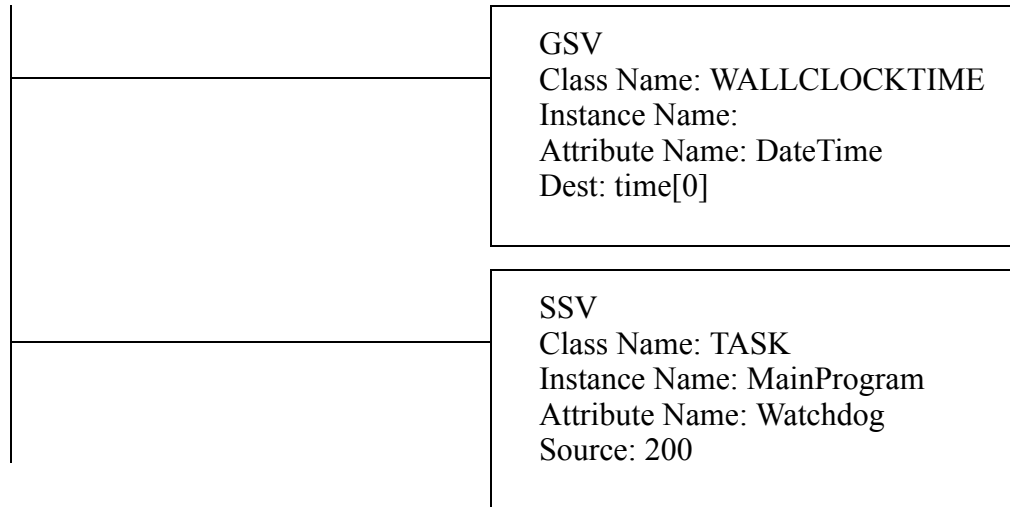 GSV
Class Name: WALLCLOCKTIME
Instance Name:
Attribute Name: DateTime
Dest: time[0]
SSV
Class Name: TASK
Instance Name: MainProgram
Attribute Name: Watchdog
Source: 200